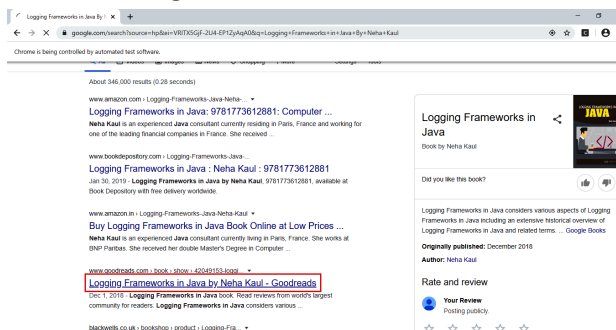 Logging Frameworks in Java By N
google.com/search?source=hp&ei=VRITXSGjF-2U4-EP1ZyAqA0&q=Logging+Frameworks+in+Java+By+Neha+Kaul
Chrome is being controlled by automated test software.
About 346,000 results (0.28 seconds)
www.amazon.com › Logging-Frameworks-Java-Neha-...
Logging Frameworks in Java: 9781773612881: Computer ...
Neha Kaul is an experienced Java consultant currently residing in Paris, France and working for
one of the leading financial companies in France. She received ...
www.bookdepository.com › Logging-Frameworks-Java-...
Logging Frameworks in Java : Neha Kaul : 9781773612881
Jan 30, 2019 - Logging Frameworks in Java by Neha Kaul, 9781773612881, available at
Book Depository with free delivery worldwide.
www.amazon.in › Logging-Frameworks-Java-Neha-Kaul
Buy Logging Frameworks in Java Book Online at Low Prices ...
Neha Kaul is an experienced Java consultant currently living in Paris, France. She works at
BNP Paribas. She received her double Master's Degree in Computer ...
www.goodreads.com › book › show › 42049153-loggi...
Logging Frameworks in Java by Neha Kaul - Goodreads
Dec 1, 2018 - Logging Frameworks in Java book. Read reviews from world's largest
community for readers. Logging Frameworks in Java considers various ...
blackwells.co.uk › bookshop › product › Logging-Fra...
Logging Frameworks in
Java
Book by Neha Kaul
JAVA
Did you like this book?
Logging Frameworks in Java considers various aspects of Logging
Frameworks in Java including an extensive historical overview of
Logging Frameworks in Java and related terms. ... Google Books
Originally published: December 2018
Author: Neha Kaul
Rate and review
Your Review
Posting publicly.